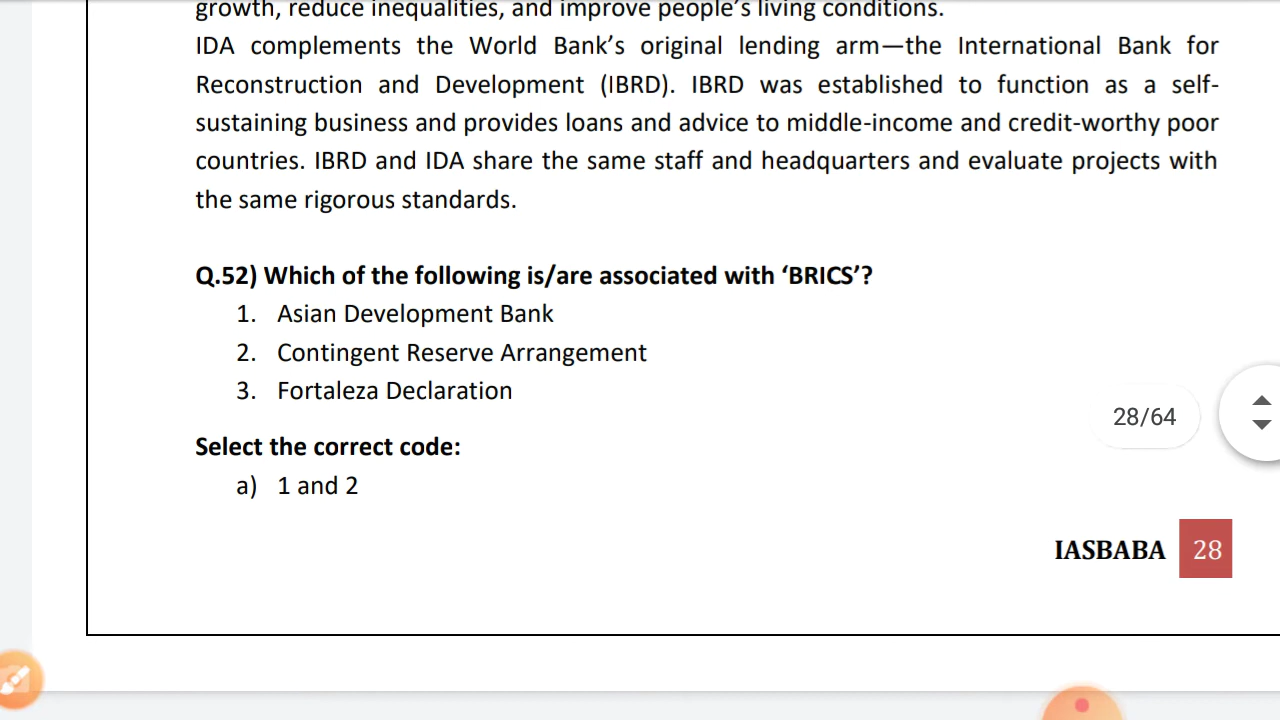 growth, reduce inequalities, and improve people’s living conditions.
IDA complements the World Bank’s original lending arm—the International Bank for
Reconstruction and Development (IBRD). IBRD was established to function as a self-
sustaining business and provides loans and advice to middle-income and credit-worthy poor
countries. IBRD and IDA share the same staff and headquarters and evaluate projects with
the same rigorous standards.
Q.52) Which of the following is/are associated with ‘BRICS’?
1. Asian Development Bank
2. Contingent Reserve Arrangement
3. Fortaleza Declaration
28/64
Select the correct code:
a) 1 and 2
IASBABA 28